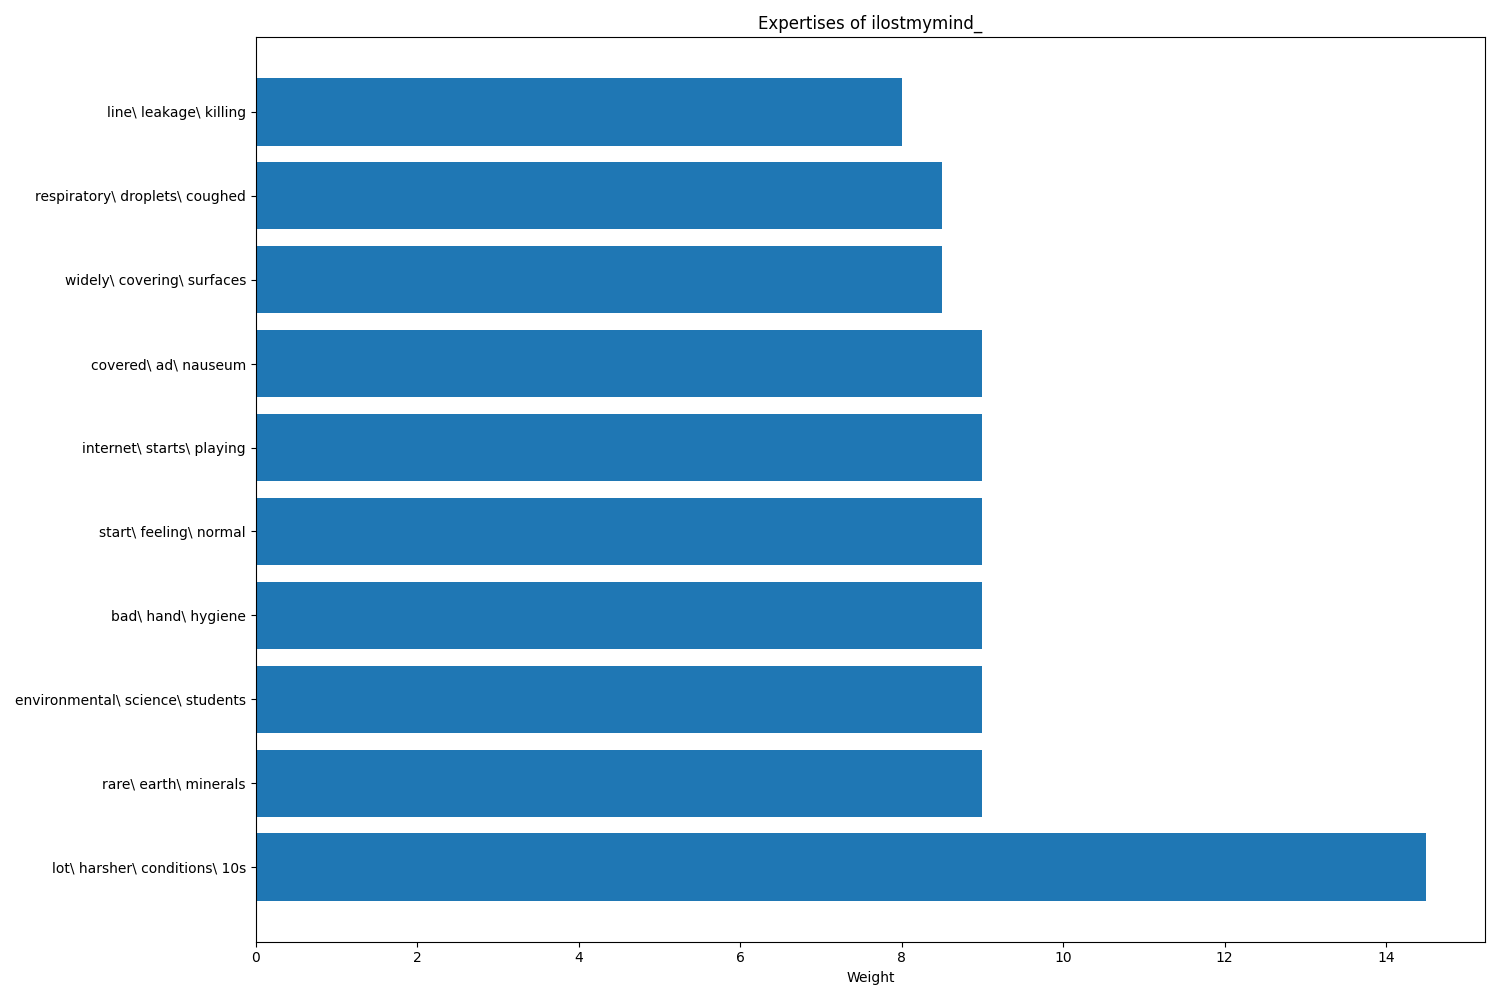 Expertises of ilostmymind_
line\ leakage\ killing
respiratory\ droplets\ coughed
widely\ covering\ surfaces
covered\ ad\ nauseum
internet\ starts\ playing
start\ feeling\ normal
bad\ hand\ hygiene
environmental\ science\ students
rare\ earth\ minerals
lot\ harsher\ conditions\ 10s
0 2 4 6 8 10 12 14
Weight